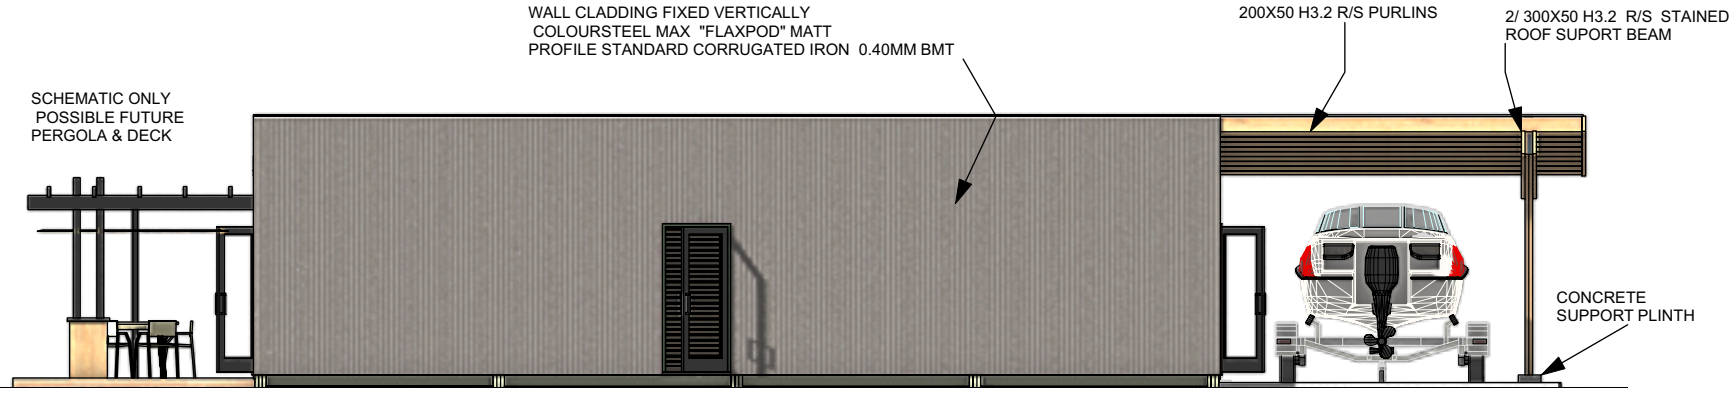 WALL CLADDING FIXED VERTICALLY
COLOURSTEEL MAX "FLAXPOD" MATT
PROFILE STANDARD CORRUGATED IRON 0.40MM BMT
200X50 H3.2 R/S PURLINS
2/ 300X50 H3.2 R/S STAINED
ROOF SUPORT BEAM
SCHEMATIC ONLY
POSSIBLE FUTURE
PERGOLA & DECK
CONCRETE
SUPPORT PLINTH